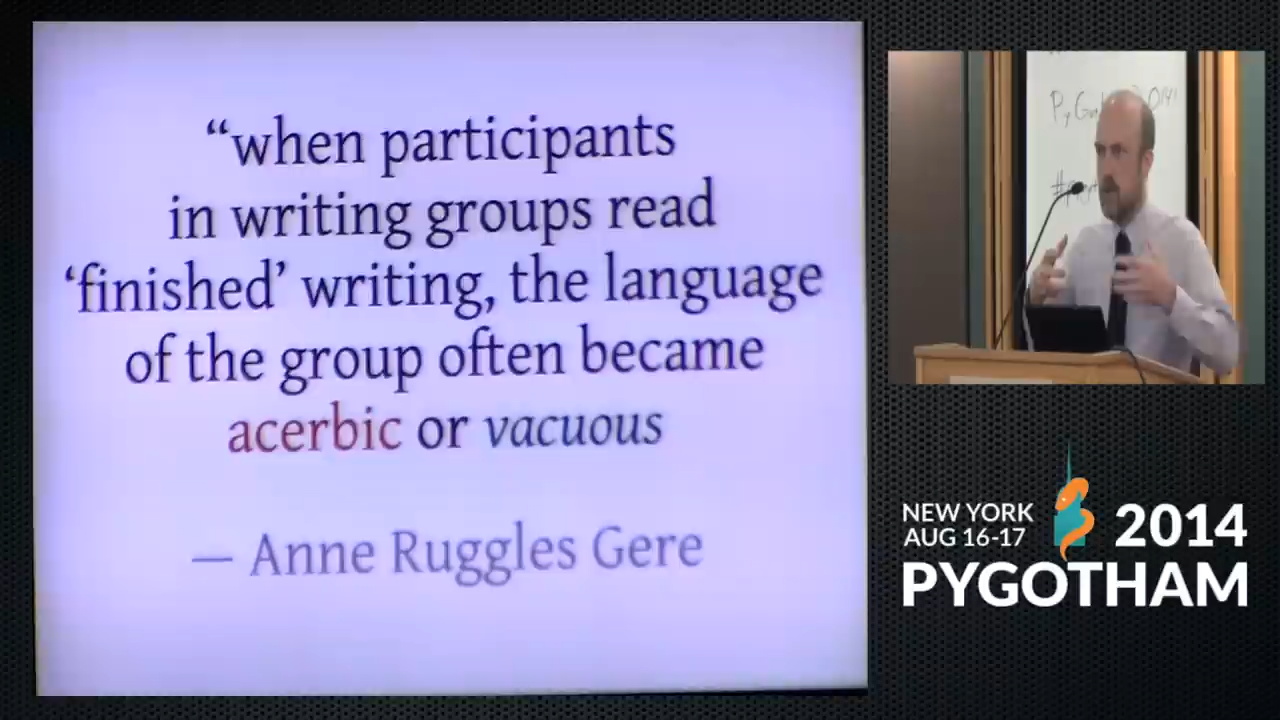 “when participants
in writing groups read
‘finished’ writing, the language
of the group often became
acerbic or vacuous
— Anne Ruggles Gere
NEW YORK
AUG 16-17
2014
PYGOTHAM